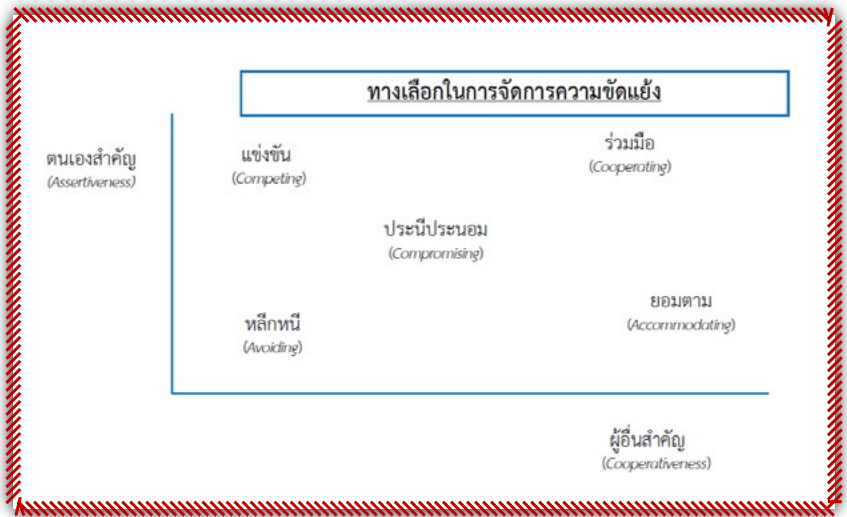 ทางเลือกในการจัดการความขัดแย้ง
ตนเองสำคัญ
(Assertiveness)
แข่งขัน
(Competing)
ร่วมมือ
(Cooperating)
ประนีประนอม
(Compromising)
หลีกหนี
(Avoiding)
ยอมตาม
(Accommodating)
ผู้อื่นสำคัญ
(Cooperativeness)